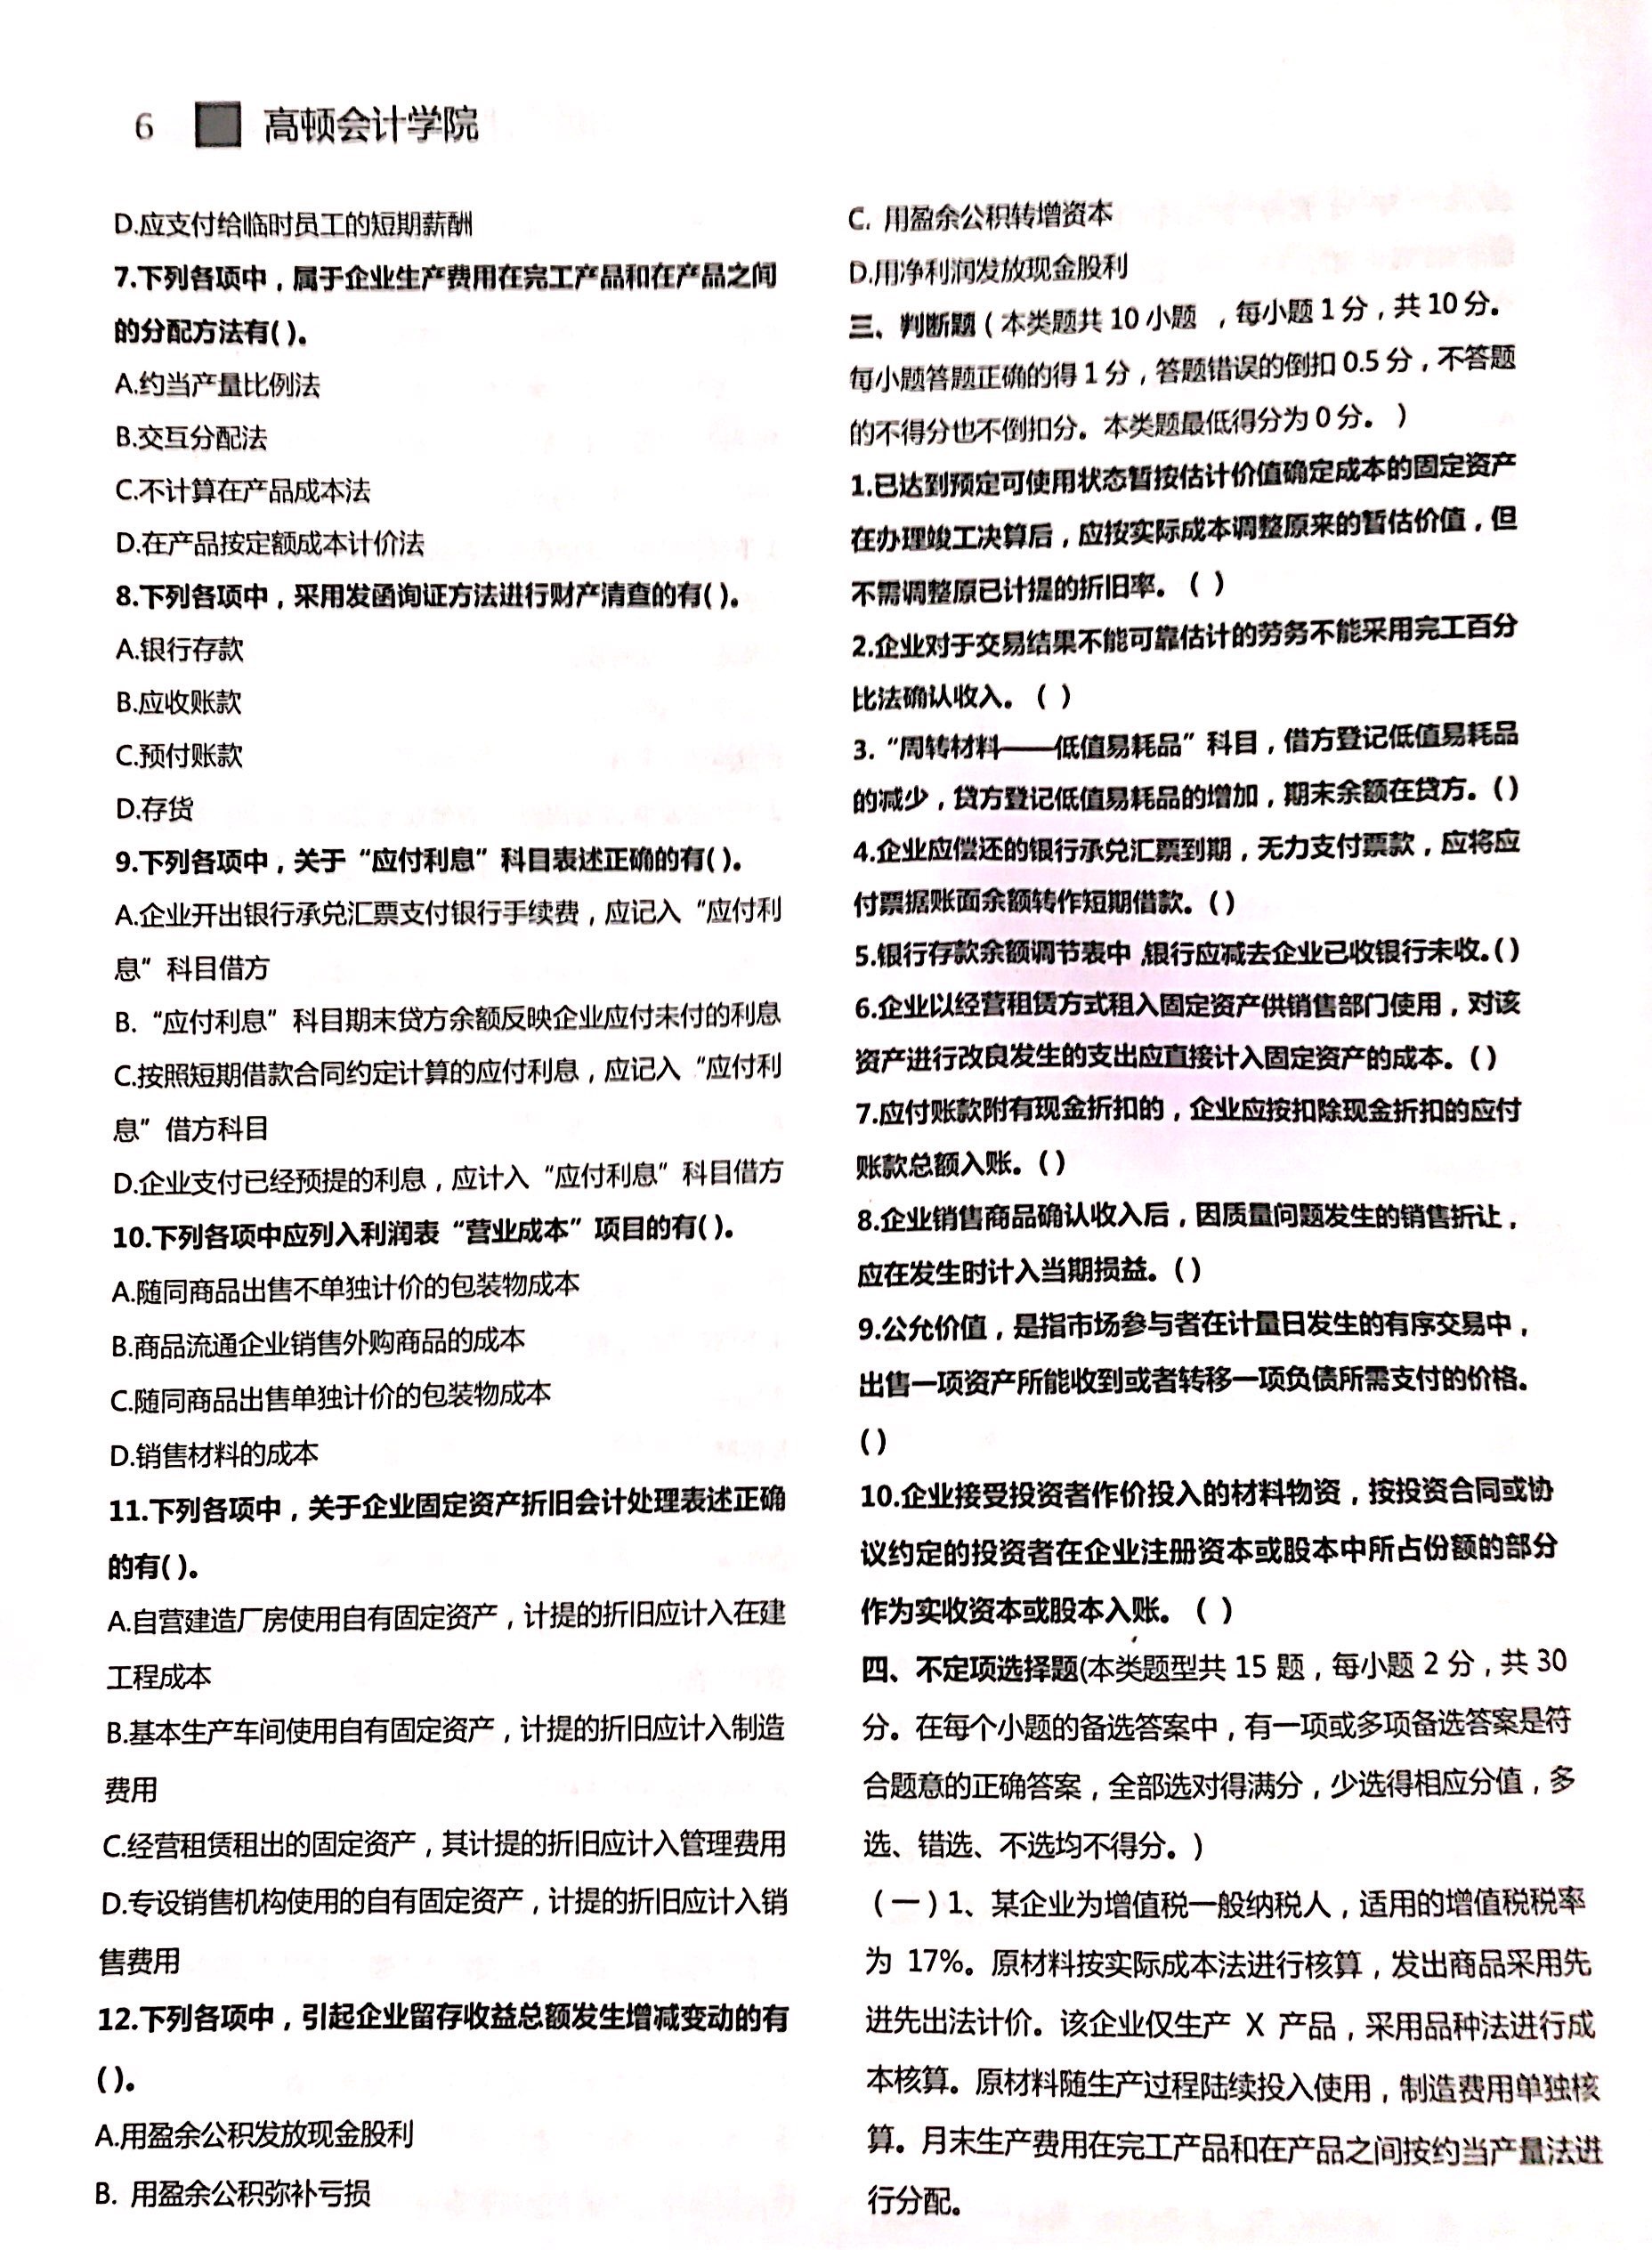 6 高顿会计学院
D.应支付给临时员工的短期薪酬
7.下列各项中，属于企业生产费用在完工产品和在产品之间
的分配方法有( )。
A.约当产量比例法
B.交互分配法
C.不计算在产品成本法
D.在产品按定额成本计价法
8.下列各项中，采用发函询证方法进行财产清查的有( )。
A.银行存款
B.应收账款
C.预付账款
D.存货
9.下列各项中，关于“应付利息”科目表述正确的有( )。
A.企业开出银行承兑汇票支付银行手续费，应记入“应付利
息”科目借方
B.“应付利息”科目期末贷方余额反映企业应付未付的利息
C.按照短期借款合同约定计算的应付利息，应记入“应付利
息”借方科目
D.企业支付已经预提的利息，应计入“应付利息”科目借方
10.下列各项中应列入利润表“营业成本”项目的有( )。
A.随同商品出售不单独计价的包装物成本
B.商品流通企业销售外购商品的成本
C.随同商品出售单独计价的包装物成本
D.销售材料的成本
11.下列各项中，关于企业固定资产折旧会计处理表述正确
的有( )。
A.自营建造厂房使用自有固定资产，计提的折旧应计入在建
工程成本
B.基本生产车间使用自有固定资产，计提的折旧应计入制造
费用
C.经营租赁租出的固定资产，其计提的折旧应计入管理费用
D.专设销售机构使用的自有固定资产，计提的折旧应计入销
售费用
12.下列各项中，引起企业留存收益总额发生增减变动的有
( )。
A.用盈余公积发放现金股利
B. 用盈余公积弥补亏损
C. 用盈余公积转增资本
D.用净利润发放现金股利
三、判断题（本类题共 10 小题 ，每小题 1 分，共 10 分。
每小题答题正确的得 1 分，答题错误的倒扣 0.5 分，不答题
的不得分也不倒扣分。本类题最低得分为 0 分。）
1.已达到预定可使用状态暂按估计价值确定成本的固定资产
在办理竣工决算后，应按实际成本调整原来的暂估价值，但
不需调整原已计提的折旧率。（ ）
2.企业对于交易结果不能可靠估计的劳务不能采用完工百分
比法确认收入。（ ）
3.“周转材料——低值易耗品”科目，借方登记低值易耗品
的减少，贷方登记低值易耗品的增加，期末余额在贷方。( )
4.企业应偿还的银行承兑汇票到期，无力支付票款，应将应
付票据账面余额转作短期借款。( )
5.银行存款余额调节表中，银行应减去企业已收银行未收。( )
6.企业以经营租赁方式租入固定资产供销售部门使用，对该
资产进行改良发生的支出应直接计入固定资产的成本。( )
7.应付账款附有现金折扣的，企业应按扣除现金折扣的应付
账款总额入账。( )
8.企业销售商品确认收入后，因质量问题发生的销售折让，
应在发生时计入当期损益。( )
9.公允价值，是指市场参与者在计量日发生的有序交易中，
出售一项资产所能收到或者转移一项负债所需支付的价格。
( )
10.企业接受投资者作价投入的材料物资，按投资合同或协
议约定的投资者在企业注册资本或股本中所占份额的部分
作为实收资本或股本入账。（ ）
四、不定项选择题(本类题型共 15 题，每小题 2 分，共 30
分。在每个小题的备选答案中，有一项或多项备选答案是符
合题意的正确答案，全部选对得满分，少选得相应分值，多
选、错选、不选均不得分。)
（一）1、某企业为增值税一般纳税人，适用的增值税税率
为 17%。原材料按实际成本法进行核算，发出商品采用先
进先出法计价。该企业仅生产 X 产品，采用品种法进行成
本核算。原材料随生产过程陆续投入使用，制造费用单独核
算。月末生产费用在完工产品和在产品之间按约当产量法进
行分配。